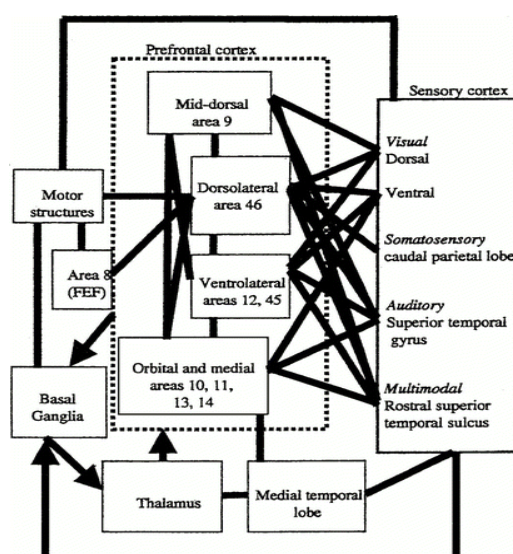 Prefrontal cortex
Sensory cortex
Mid-dorsal
area 9
Visual
Dorsal
Ventral
Dorsolateral
area 46
Motor
structures
Somatosensory
caudal parietal lobe
Area 8
(FEF)
Ventrolateral
areas 12, 45
Auditory
Superior temporal
gyrus
Orbital and medial
areas 10, 11,
13, 14
Multimodal
Rostral superior
temporal sulcus
Basal
Ganglia
Thalamus
Medial temporal
lobe